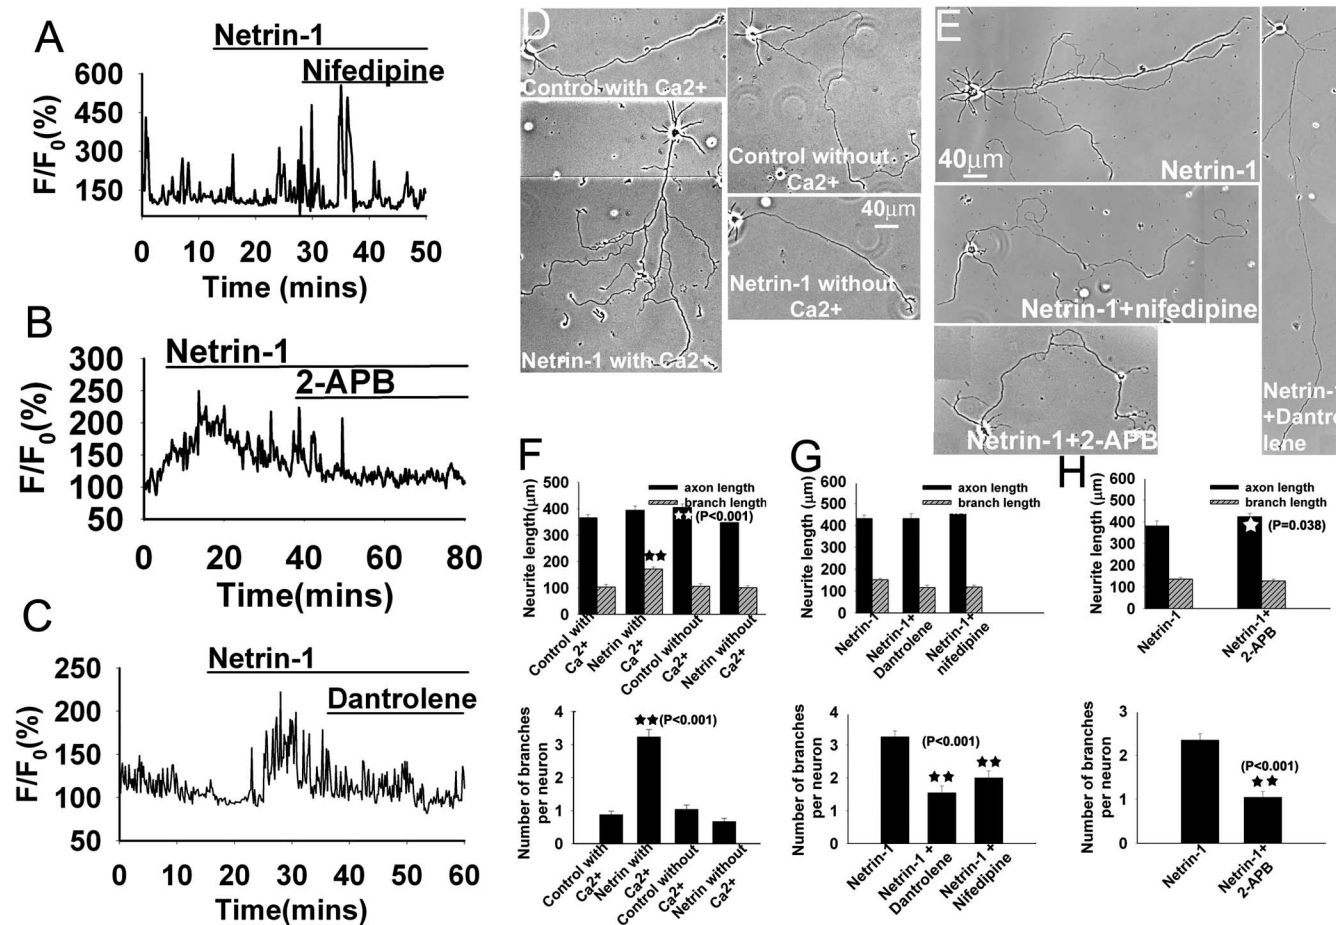 A
Netrin-1
Nifedipine
600
450
300
150
F/F0(%)
0 10 20 30 40 50
Time (mins)
B
Netrin-1
2-APB
300
250
200
150
100
50
F/F0(%)
0 20 40 60 80
Time(mins)
C
Netrin-1
Dantrolene
250
200
150
100
50
F/F0(%)
0 10 20 30 40 50 60
Time(mins)
D
Control with Ca2+
Control without
Ca2+
Netrin-1 with Ca2+
40μm
Netrin-1 without
Ca2+
E
40μm
Netrin-1
Netrin-1+nifedipine
Netrin-1+2-APB
Netrin-1
+Dantro
lene
F
axon length
branch length
(P<0.001)
500
400
300
200
100
0
Neurite length(μm)
Control with
Ca2+
Netrin with
Ca2+
Control without
Ca2+
Netrin without
Ca2+
4
3
2
1
0
Number of branches
per neuron
(P<0.001)
Control with
Ca2+
Netrin with
Ca2+
Control without
Ca2+
Netrin without
Ca2+
G
axon length
branch length
600
500
400
300
200
100
0
Neurite length (μm)
Netrin-1
Netrin-1+
Dantrolene
Netrin-1+
nifedipine
4
3
2
1
0
Number of branches
per neuron
(P<0.001)
Netrin-1
Netrin-1 +
Dantrolene
Netrin-1 +
Nifedipine
H
axon length
branch length
(P=0.038)
600
500
400
300
200
100
0
Neurite length (μm)
Netrin-1
Netrin-1+
2-APB
3
2
1
0
Number of branches
per neuron
(P<0.001)
Netrin-1
Netrin-1+
2-APB